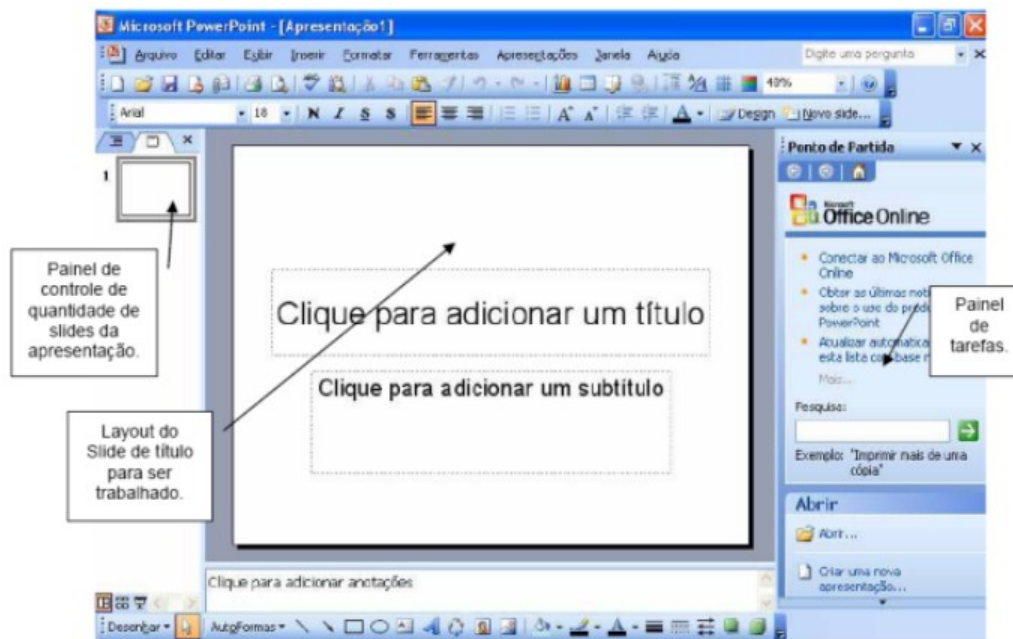 Microsoft PowerPoint - [Apresentação1]
Arquivo Editar Exibir Inserir Formatar Ferramentas Apresentações Janela Ajuda Digite uma pergunta
49%
Arial 18 N I S S Design Novo slide...
1
Painel de
controle de
quantidade de
slides da
apresentação.
Layout do
Slide de título
para ser
trabalhado.
Clique para adicionar um título
Clique para adicionar um subtítulo
Clique para adicionar anotações
Ponto de Partida
Microsoft
Office Online
Conectar ao Microsoft Office
Online
Obter as últimas
sobre o uso do
PowerPoint
Atualizar
esta lista com base
Mais...
Painel
de
tarefas.
Pesquisa:
Exemplo: "Imprimir mais de uma
cópia"
Abrir
Abrir...
Criar uma nova
apresentação...
Desenhar AutoFormas